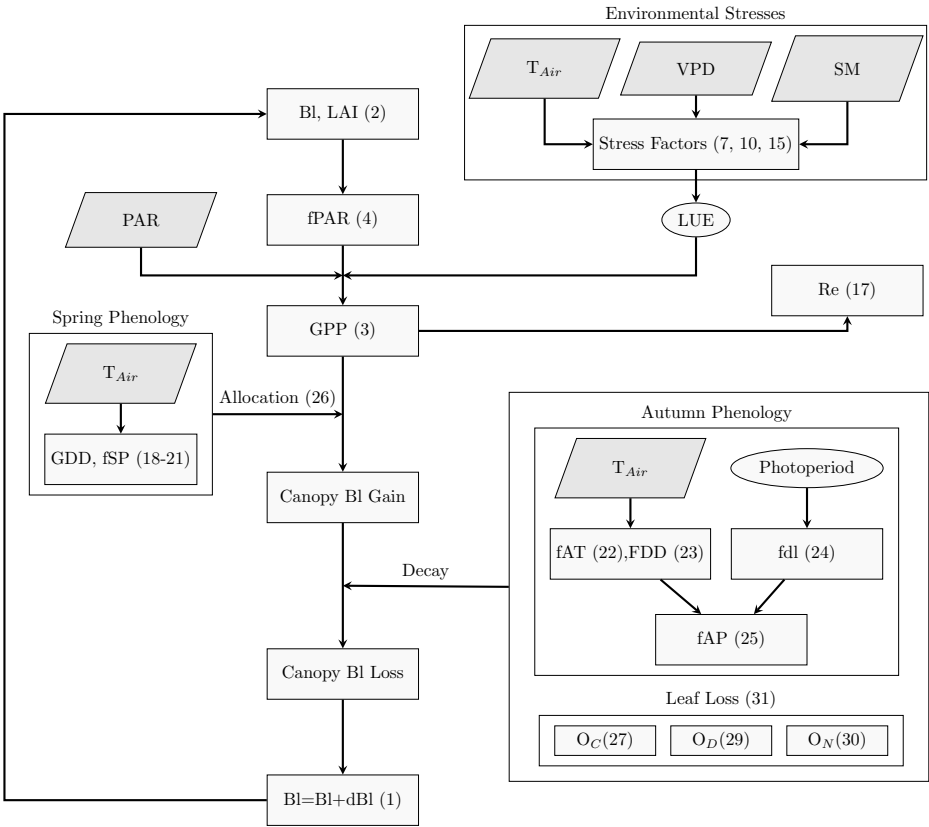 Environmental Stresses
T_Air
VPD
SM
Stress Factors (7, 10, 15)
LUE
Bl, LAI (2)
PAR
fPAR (4)
GPP (3)
Re (17)
Spring Phenology
T_Air
GDD, fSP (18-21)
Allocation (26)
Canopy Bl Gain
Decay
Canopy Bl Loss
Bl=Bl+dBl (1)
Autumn Phenology
T_Air
Photoperiod
fAT (22),FDD (23)
fdl (24)
fAP (25)
Leaf Loss (31)
O_C(27)
O_D(29)
O_N(30)